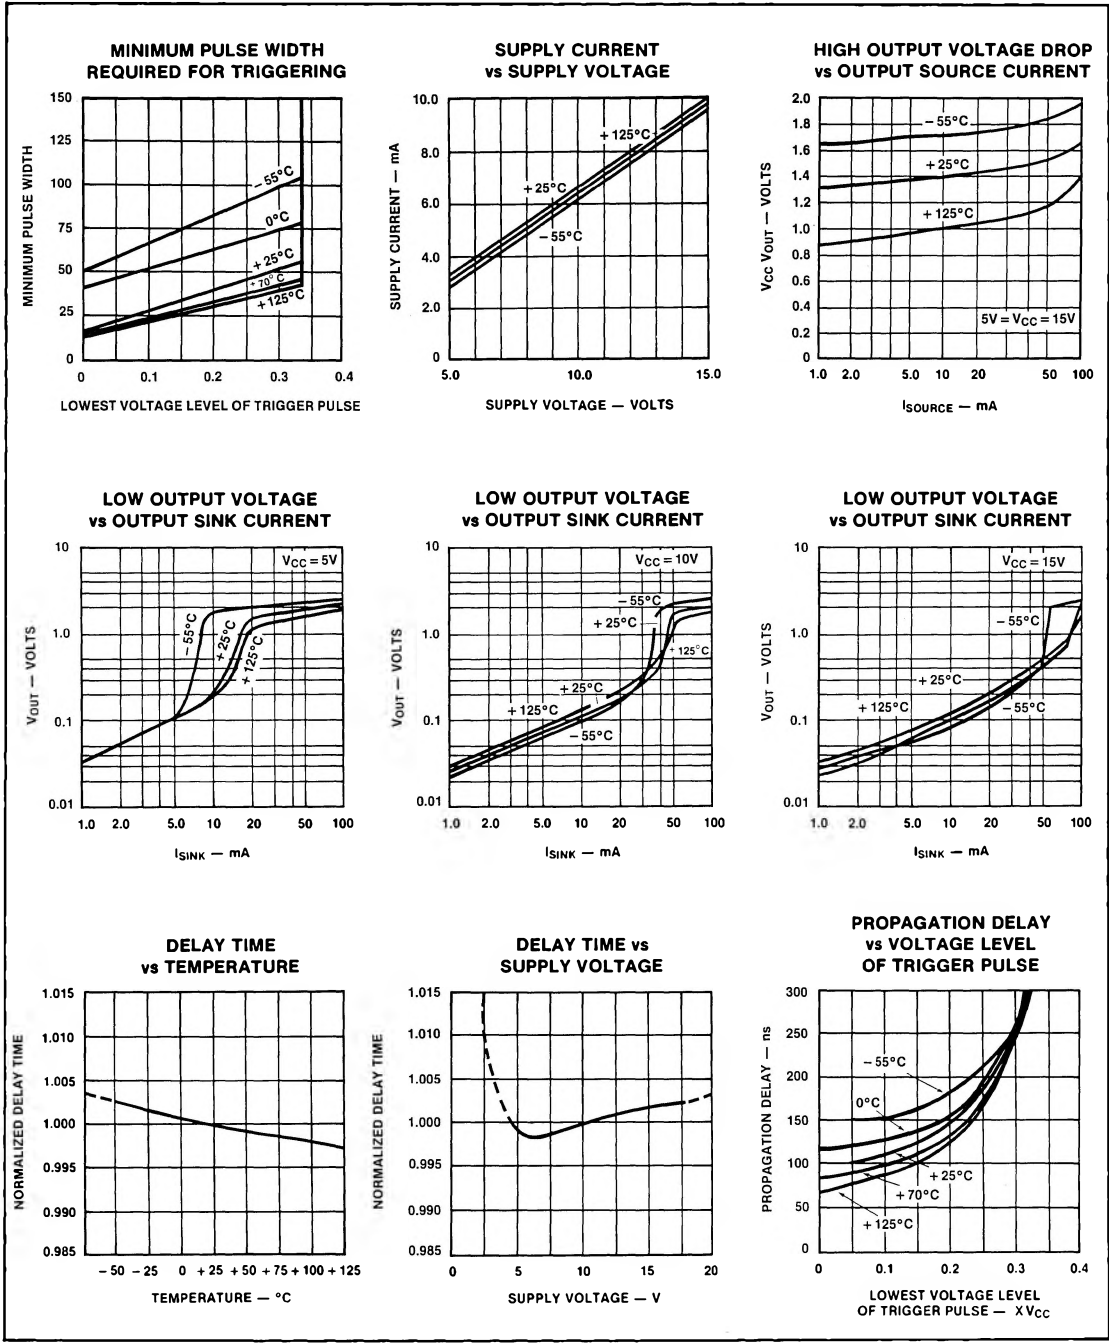 MINIMUM PULSE WIDTH
REQUIRED FOR TRIGGERING
MINIMUM PULSE WIDTH
150
125
100
75
50
25
0
−55°C
0°C
+25°C
+70°C
+125°C
0 0.1 0.2 0.3 0.4
LOWEST VOLTAGE LEVEL OF TRIGGER PULSE
SUPPLY CURRENT
vs SUPPLY VOLTAGE
SUPPLY CURRENT — mA
10.0
8.0
6.0
4.0
2.0
0
+125°C
+25°C
−55°C
5.0 10.0 15.0
SUPPLY VOLTAGE — VOLTS
HIGH OUTPUT VOLTAGE DROP
vs OUTPUT SOURCE CURRENT
VCC VOUT — VOLTS
2.0
1.8
1.6
1.4
1.2
1.0
0.8
0.6
0.4
0.2
0
−55°C
+25°C
+125°C
5V = VCC = 15V
1.0 2.0 5.0 10 20 50 100
ISOURCE — mA
LOW OUTPUT VOLTAGE
vs OUTPUT SINK CURRENT
VOUT — VOLTS
10
1.0
0.1
0.01
VCC = 5V
−55°C
+25°C
+125°C
1.0 2.0 5.0 10 20 50 100
ISINK — mA
LOW OUTPUT VOLTAGE
vs OUTPUT SINK CURRENT
VOUT — VOLTS
10
1.0
0.1
0.01
VCC = 10V
−55°C
+25°C
+125°C
+25°C
+125°C
−55°C
1.0 2.0 5.0 10 20 50 100
ISINK — mA
LOW OUTPUT VOLTAGE
vs OUTPUT SINK CURRENT
VOUT — VOLTS
10
1.0
0.1
0.01
VCC = 15V
−55°C
+25°C
+125°C
−55°C
1.0 2.0 5.0 10 20 50 100
ISINK — mA
DELAY TIME
vs TEMPERATURE
NORMALIZED DELAY TIME
1.015
1.010
1.005
1.000
0.995
0.990
0.985
−50 −25 0 +25 +50 +75 +100 +125
TEMPERATURE — °C
DELAY TIME vs
SUPPLY VOLTAGE
NORMALIZED DELAY TIME
1.015
1.010
1.005
1.000
0.995
0.990
0.985
0 5 10 15 20
SUPPLY VOLTAGE — V
PROPAGATION DELAY
vs VOLTAGE LEVEL
OF TRIGGER PULSE
PROPAGATION DELAY — ns
300
250
200
150
100
50
0
−55°C
0°C
+25°C
+70°C
+125°C
0 0.1 0.2 0.3 0.4
LOWEST VOLTAGE LEVEL
OF TRIGGER PULSE — XVCC